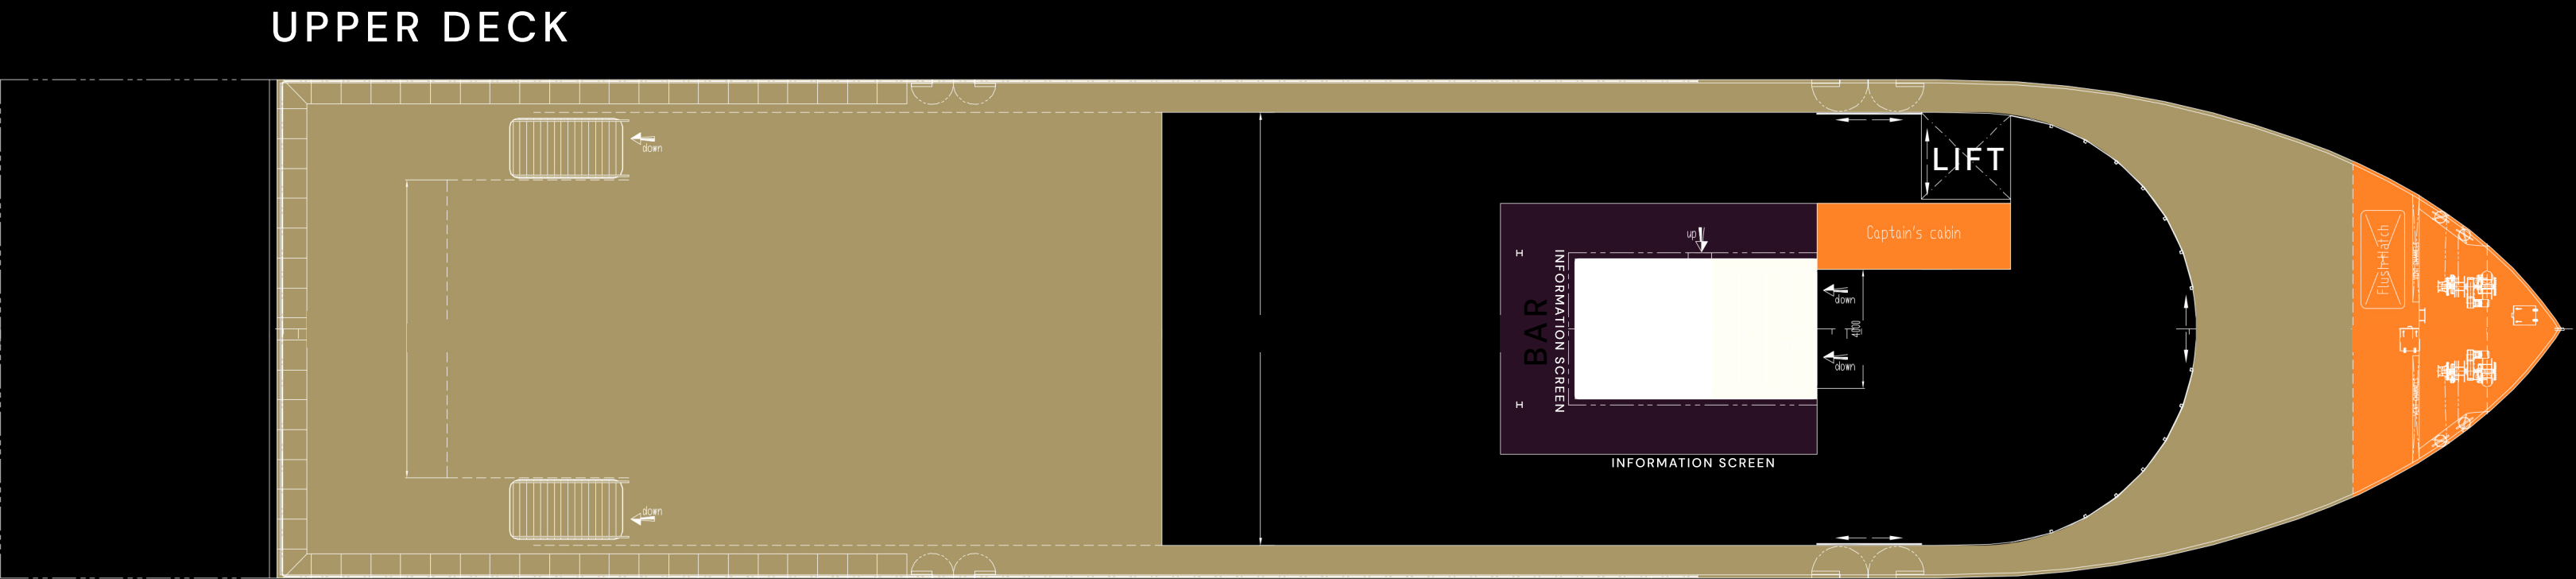 UPPER DECK
down
LIFT
Captain's cabin
up
INFORMATION SCREEN
BAR
down
down
Flush Hatch
INFORMATION SCREEN
down